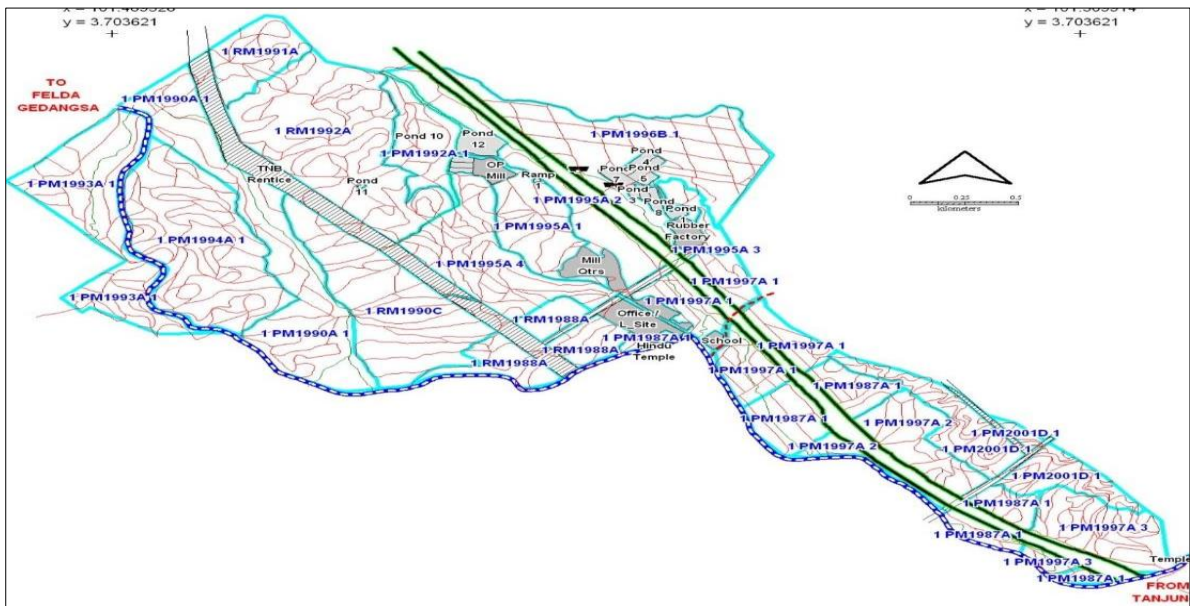 y = 3.703621
y = 3.703621
TO
FELDA
GEDANGSA
1 RM1991A
1 PM1990A 1
1 RM1992A
Pond 10
Pond
12
1 PM1992A 1
OP
Mill
Ramp
1
1 PM1996B 1
Pond
4
Pond
5
7
Pond
3
Pond
8
Pond
1
Rubber
Factory
TNB
Rentice
Pond
11
1 PM1993A 1
1 PM1995A 2
1 PM1994A 1
1 PM1995A 1
1 PM1995A 3
1 PM1995A 4
Mill
Qtrs
1 PM1997A 1
kilometers
0
0.25
0.5
1 PM1993A 1
1 PM1997A 1
1 RM1990C
1 RM1988A
Office /
L_Site
1 PM1990A 1
1 PM1987A 1
School
1 RM1988A
Hindu
Temple
1 PM1997A 1
1 RM1988A
1 PM1997A 1
1 PM1987A 1
1 PM1987A 1
1 PM1997A 2
1 PM2001D 1
1 PM1997A 2
1 PM2001D 1
1 PM2001D 1
1 PM1987A 1
1 PM1997A 3
1 PM1987A 1
Temple
1 PM1997A 3
1 PM1987A 1
FROM
TANJUN